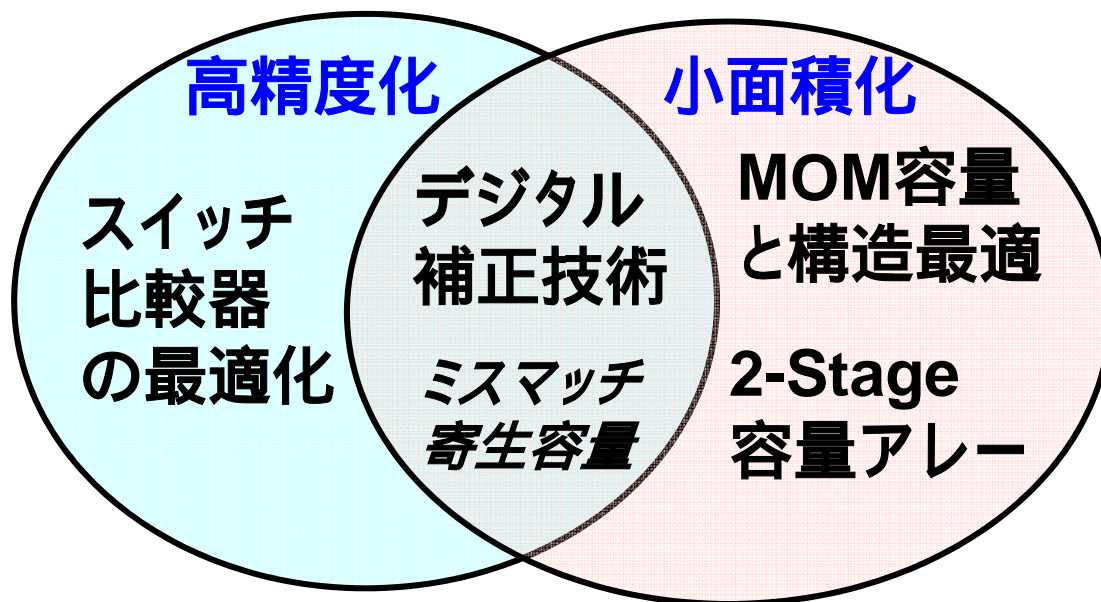 高精度化
小面積化
スイッチ
比較器
の最適化
デジタル
補正技術
ミスマッチ
寄生容量
MOM容量
と構造最適
2-Stage
容量アレー